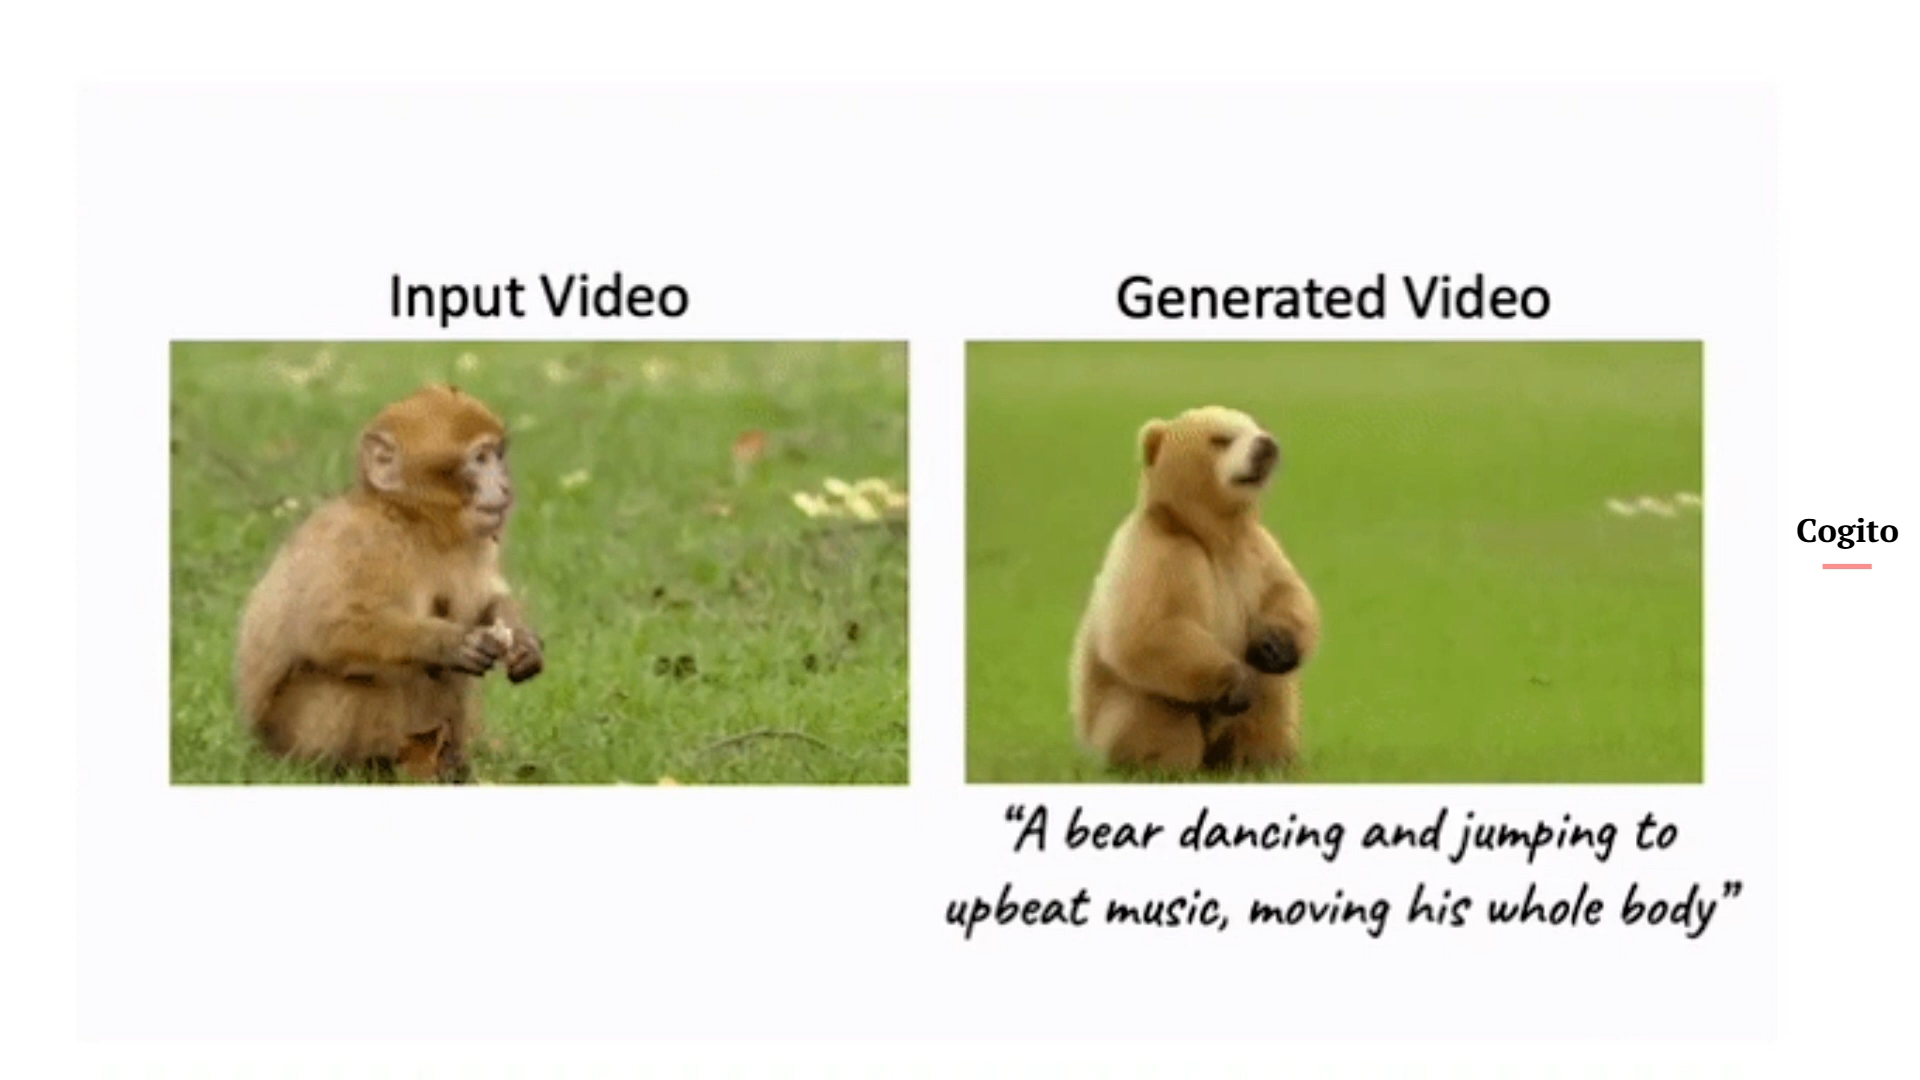 Input Video
Generated Video
Cogito
“A bear dancing and jumping to
upbeat music, moving his whole body”